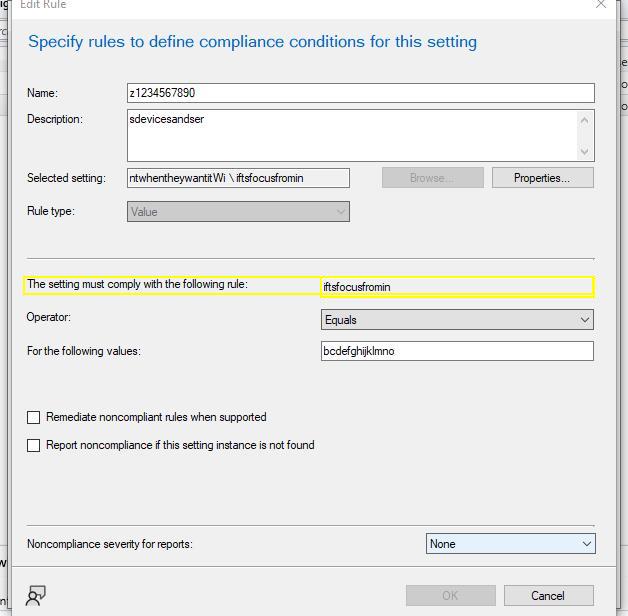 Edit Rule
Specify rules to define compliance conditions for this setting
Name: z1234567890
Description: sdevicesandser
Selected setting: ntwhentheywantitWi \ iftsfocusfromin Browse... Properties...
Rule type: Value
The setting must comply with the following rule: iftsfocusfromin
Operator: Equals
For the following values: bcdefghijklmno
Remediate noncompliant rules when supported
Report noncompliance if this setting instance is not found
Noncompliance severity for reports: None
OK Cancel